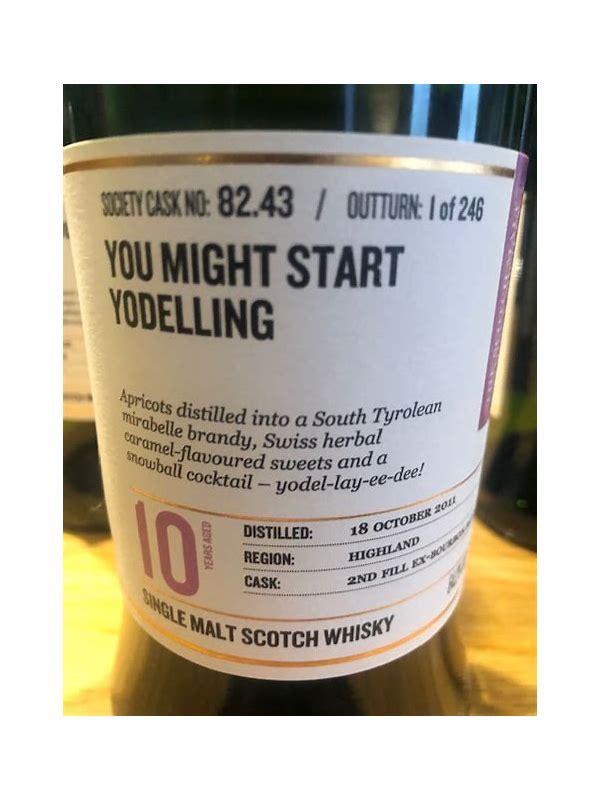 SOCIETY CASK NO: 82.43 / OUTTURN: 1 of 246
YOU MIGHT START
YODELLING
Apricots distilled into a South Tyrolean
mirabelle brandy, Swiss herbal
caramel-flavoured sweets and a
snowball cocktail – yodel-lay-ee-dee!
10 YEARS AGED
DISTILLED: 18 OCTOBER 2011
REGION: HIGHLAND
CASK: 2ND FILL EX-BOURBON
SINGLE MALT SCOTCH WHISKY